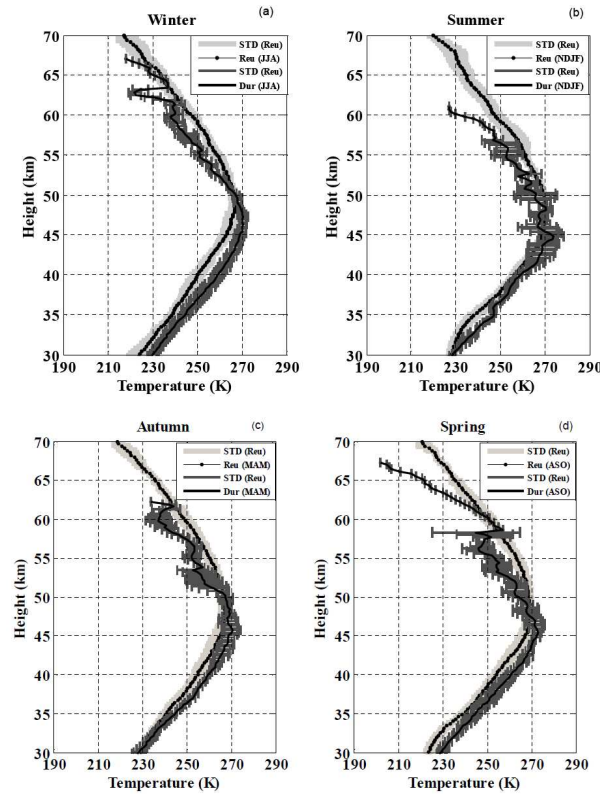 Winter
(a)
70
65
60
55
50
45
40
35
30
Height (km)
STD (Reu)
Reu (JJA)
STD (Reu)
Dur (JJA)
190 210 230 250 270 290
Temperature (K)
Summer
(b)
70
65
60
55
50
45
40
35
30
Height (km)
STD (Reu)
Reu (NDJF)
STD (Reu)
Dur (NDJF)
190 210 230 250 270 290
Temperature (K)
Autumn
(c)
70
65
60
55
50
45
40
35
30
Height (km)
STD (Reu)
Reu (MAM)
STD (Reu)
Dur (MAM)
190 210 230 250 270 290
Temperature (K)
Spring
(d)
70
65
60
55
50
45
40
35
30
Height (km)
STD (Reu)
Reu (ASO)
STD (Reu)
Dur (ASO)
190 210 230 250 270 290
Temperature (K)